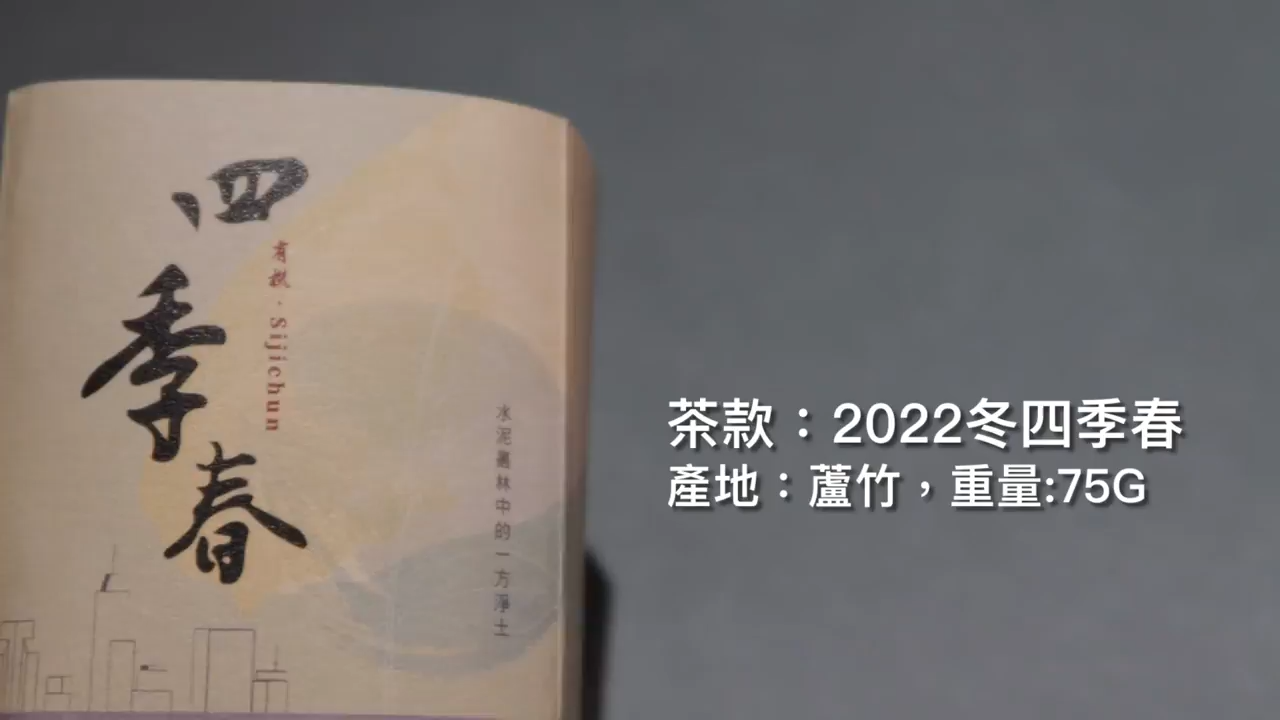 四季春
有機・Sijichun
水泥叢林中的一方淨土
茶款：2022冬四季春
產地：蘆竹，重量:75G